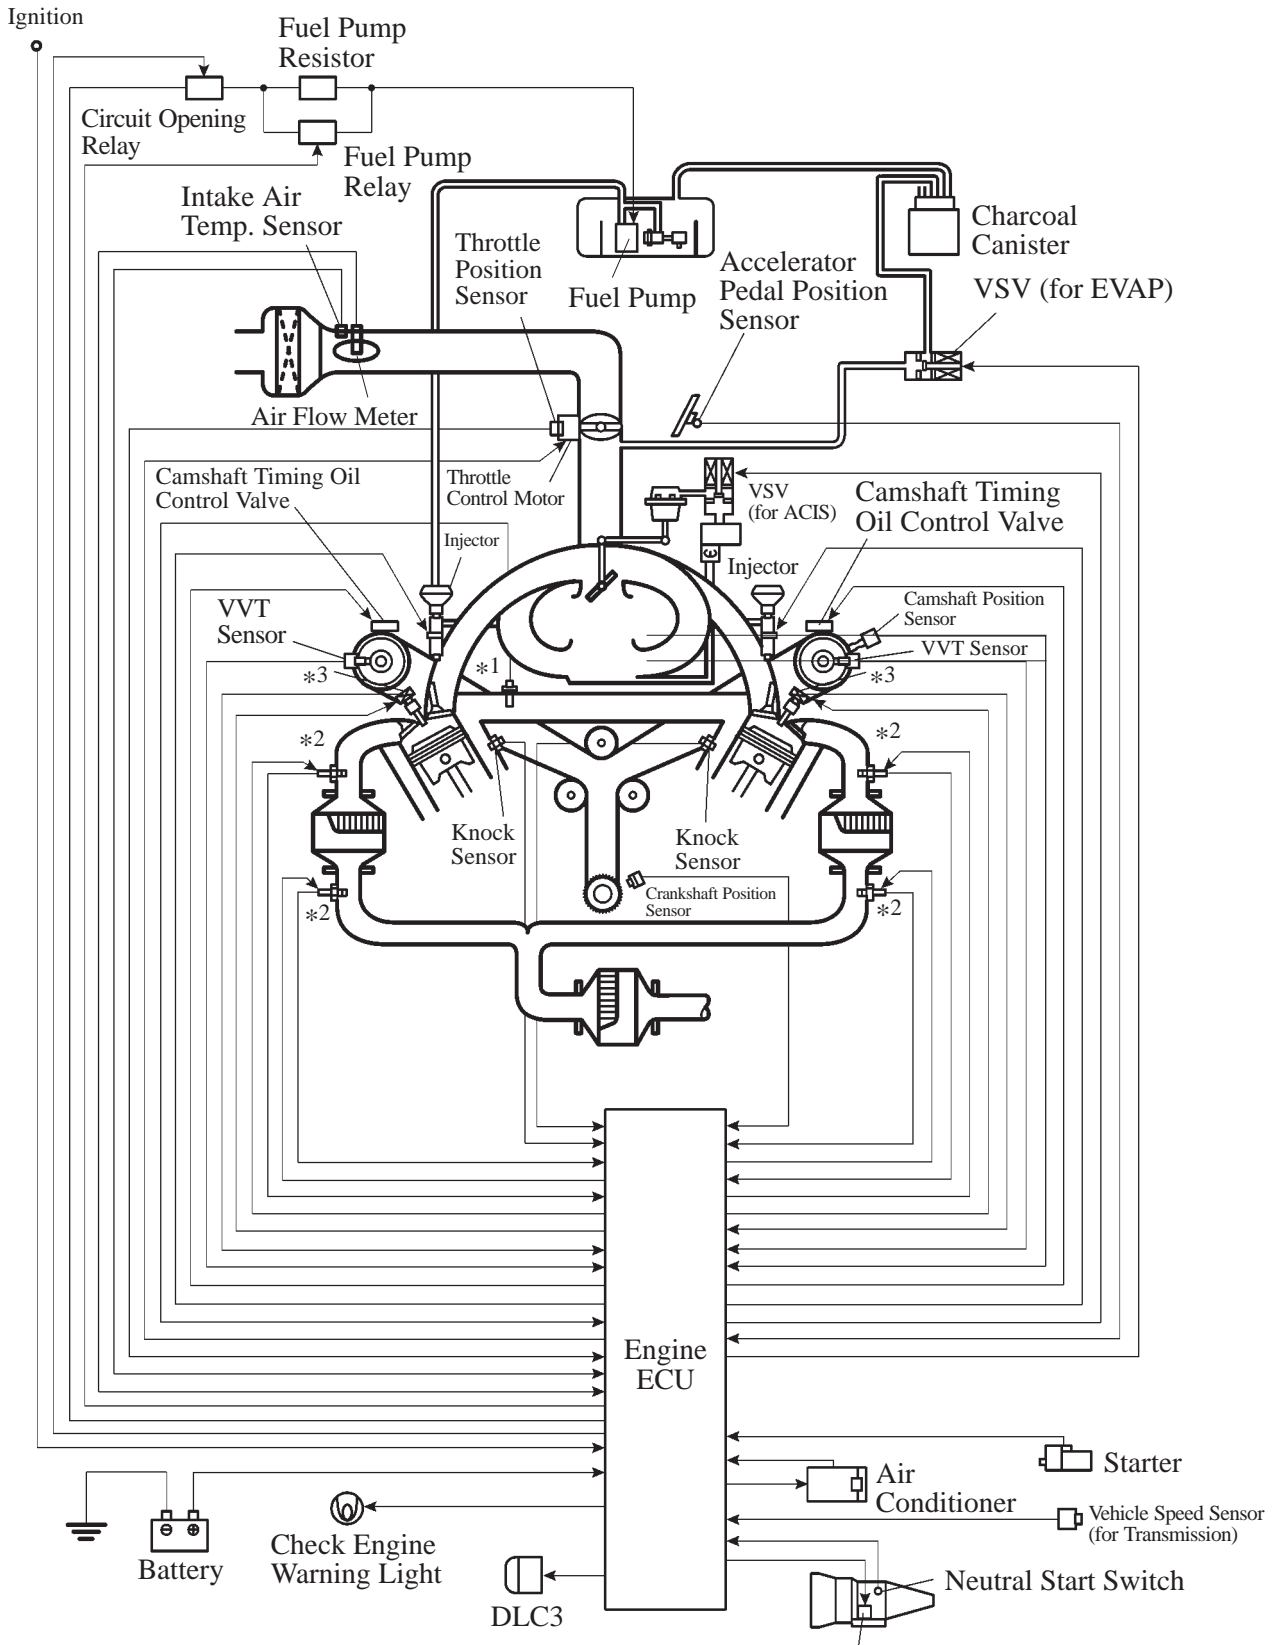 Ignition
Fuel Pump
Resistor
Circuit Opening
Relay
Fuel Pump
Relay
Intake Air
Temp. Sensor
Throttle
Position
Sensor
Fuel Pump
Accelerator
Pedal Position
Sensor
Charcoal
Canister
VSV (for EVAP)
Air Flow Meter
Camshaft Timing Oil
Control Valve
Throttle
Control Motor
VSV
(for ACIS)
Camshaft Timing
Oil Control Valve
Injector
Injector
VVT
Sensor
Camshaft Position
Sensor
VVT Sensor
*1
*3
*3
*2
*2
Knock
Sensor
Knock
Sensor
Crankshaft Position
Sensor
*2
*2
Engine
ECU
Starter
Air
Conditioner
Vehicle Speed Sensor
(for Transmission)
Battery
Check Engine
Warning Light
DLC3
Neutral Start Switch